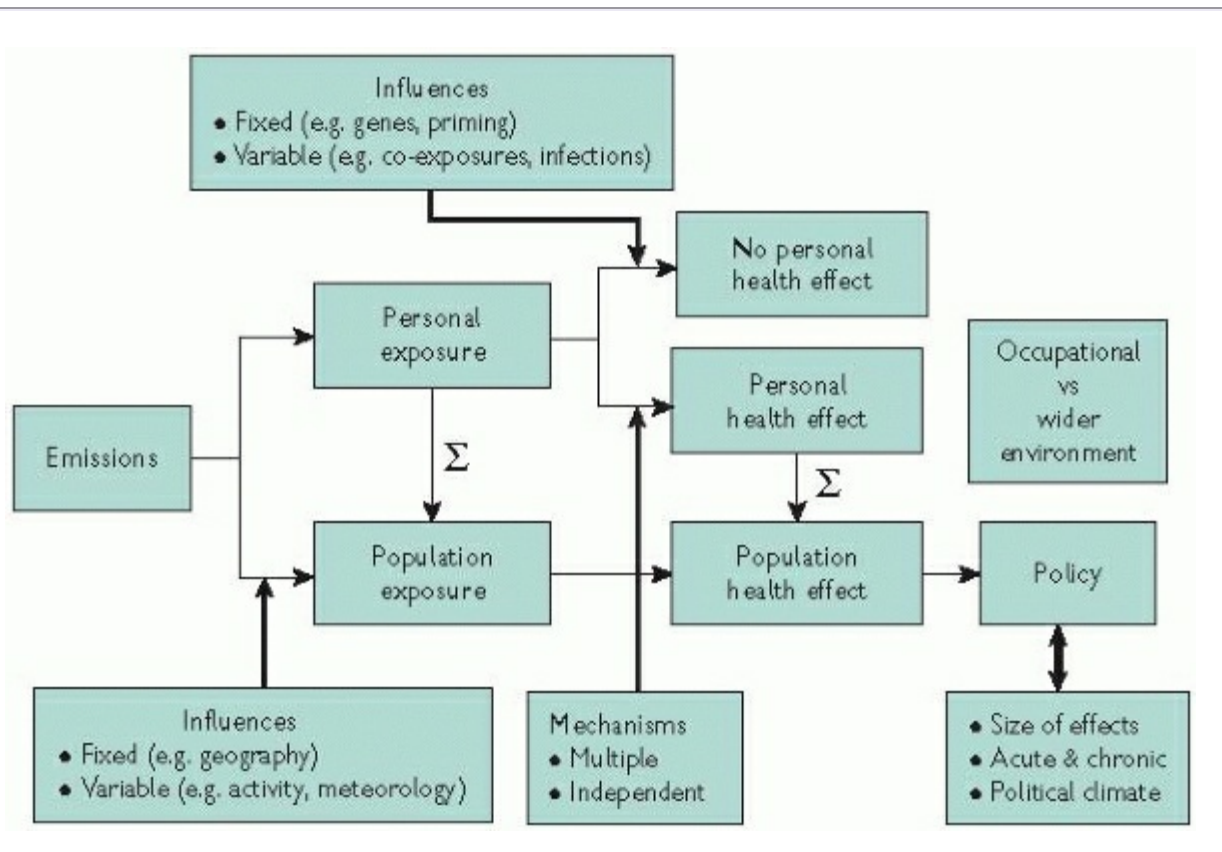 Influences
• Fixed (e.g. genes, priming)
• Variable (e.g. co-exposures, infections)
No personal
health effect
Personal
exposure
Occupational
vs
wider
environment
Personal
health effect
Emissions
Σ
Σ
Population
exposure
Population
health effect
Policy
Influences
• Fixed (e.g. geography)
• Variable (e.g. activity, meteorology)
Mechanisms
• Multiple
• Independent
• Size of effects
• Acute & chronic
• Political climate